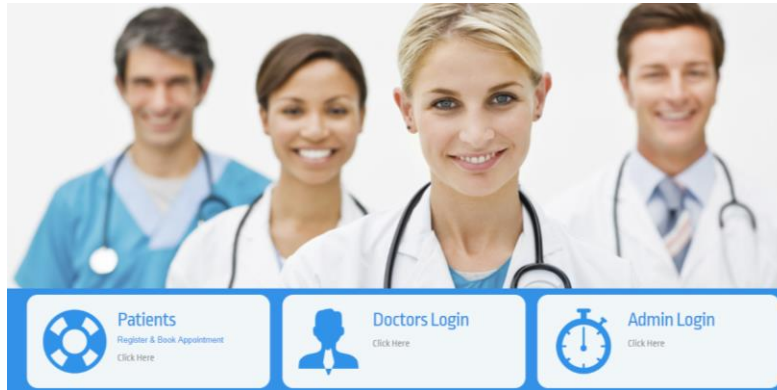 Patients
Register & Book Appointment
Click Here
Doctors Login
Click Here
Admin Login
Click Here